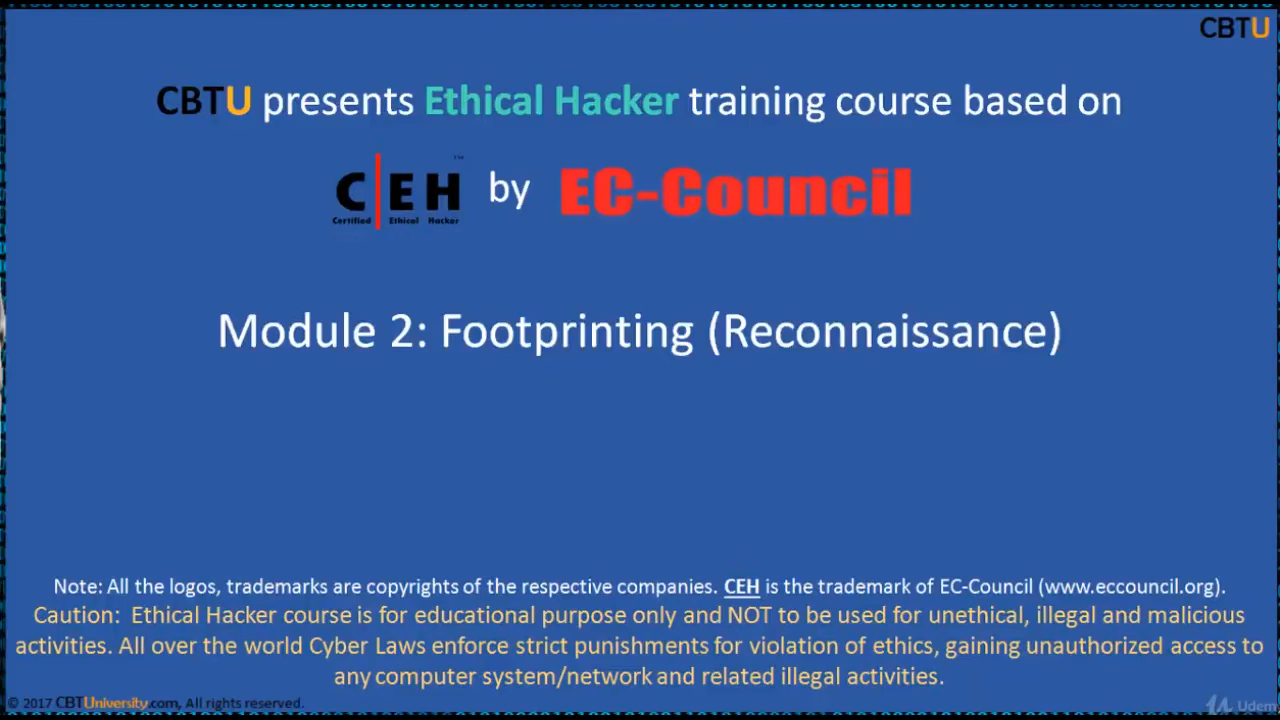 CBTU
CBTU presents Ethical Hacker training course based on
C|EH™ by EC-Council
Certified Ethical Hacker
Module 2: Footprinting (Reconnaissance)
Note: All the logos, trademarks are copyrights of the respective companies. CEH is the trademark of EC-Council (www.eccouncil.org).
Caution: Ethical Hacker course is for educational purpose only and NOT to be used for unethical, illegal and malicious
activities. All over the world Cyber Laws enforce strict punishments for violation of ethics, gaining unauthorized access to
any computer system/network and related illegal activities.
© 2017 CBTUniversity.com, All rights reserved.
Udemy